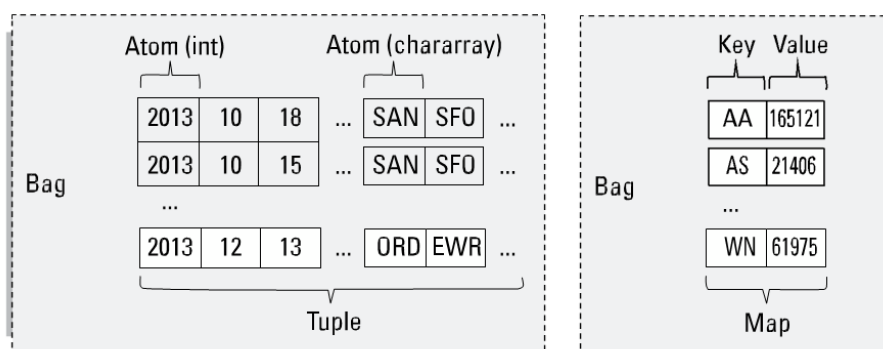 Atom (int) Atom (chararray)
2013 10 18 ... SAN SFO ...
2013 10 15 ... SAN SFO ...
Bag
...
2013 12 13 ... ORD EWR ...
Tuple
Key Value
AA 165121
AS 21406
Bag
...
WN 61975
Map